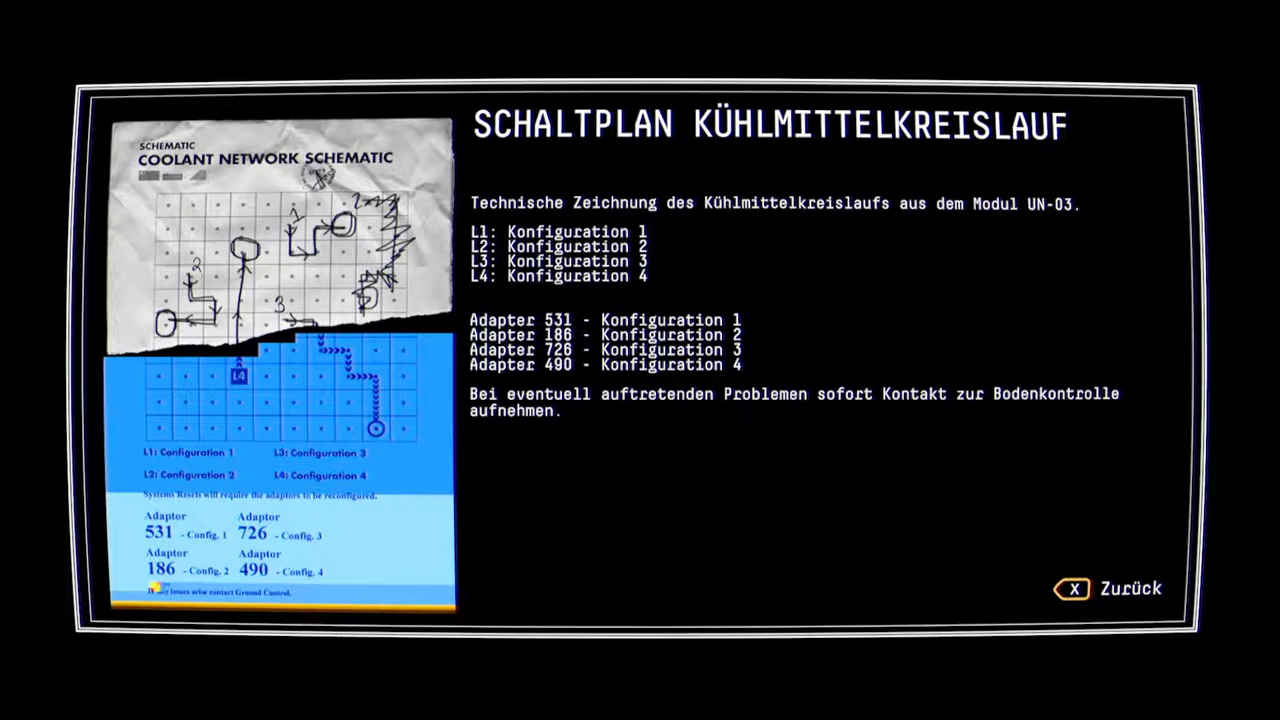 SCHEMATIC
COOLANT NETWORK SCHEMATIC
2
1
2
3
L4
L1: Configuration 1
L3: Configuration 3
L2: Configuration 2
L4: Configuration 4
Systems Resets will require the adaptors to be reconfigured.
Adaptor
531 - Config. 1
Adaptor
726 - Config. 3
Adaptor
186 - Config. 2
Adaptor
490 - Config. 4
issues arise contact Ground Control.
SCHALTPLAN KÜHLMITTELKREISLAUF
Technische Zeichnung des Kühlmittelkreislaufs aus dem Modul UN-03.
L1: Konfiguration 1
L2: Konfiguration 2
L3: Konfiguration 3
L4: Konfiguration 4
Adapter 531 - Konfiguration 1
Adapter 186 - Konfiguration 2
Adapter 726 - Konfiguration 3
Adapter 490 - Konfiguration 4
Bei eventuell auftretenden Problemen sofort Kontakt zur Bodenkontrolle
aufnehmen.
X Zurück